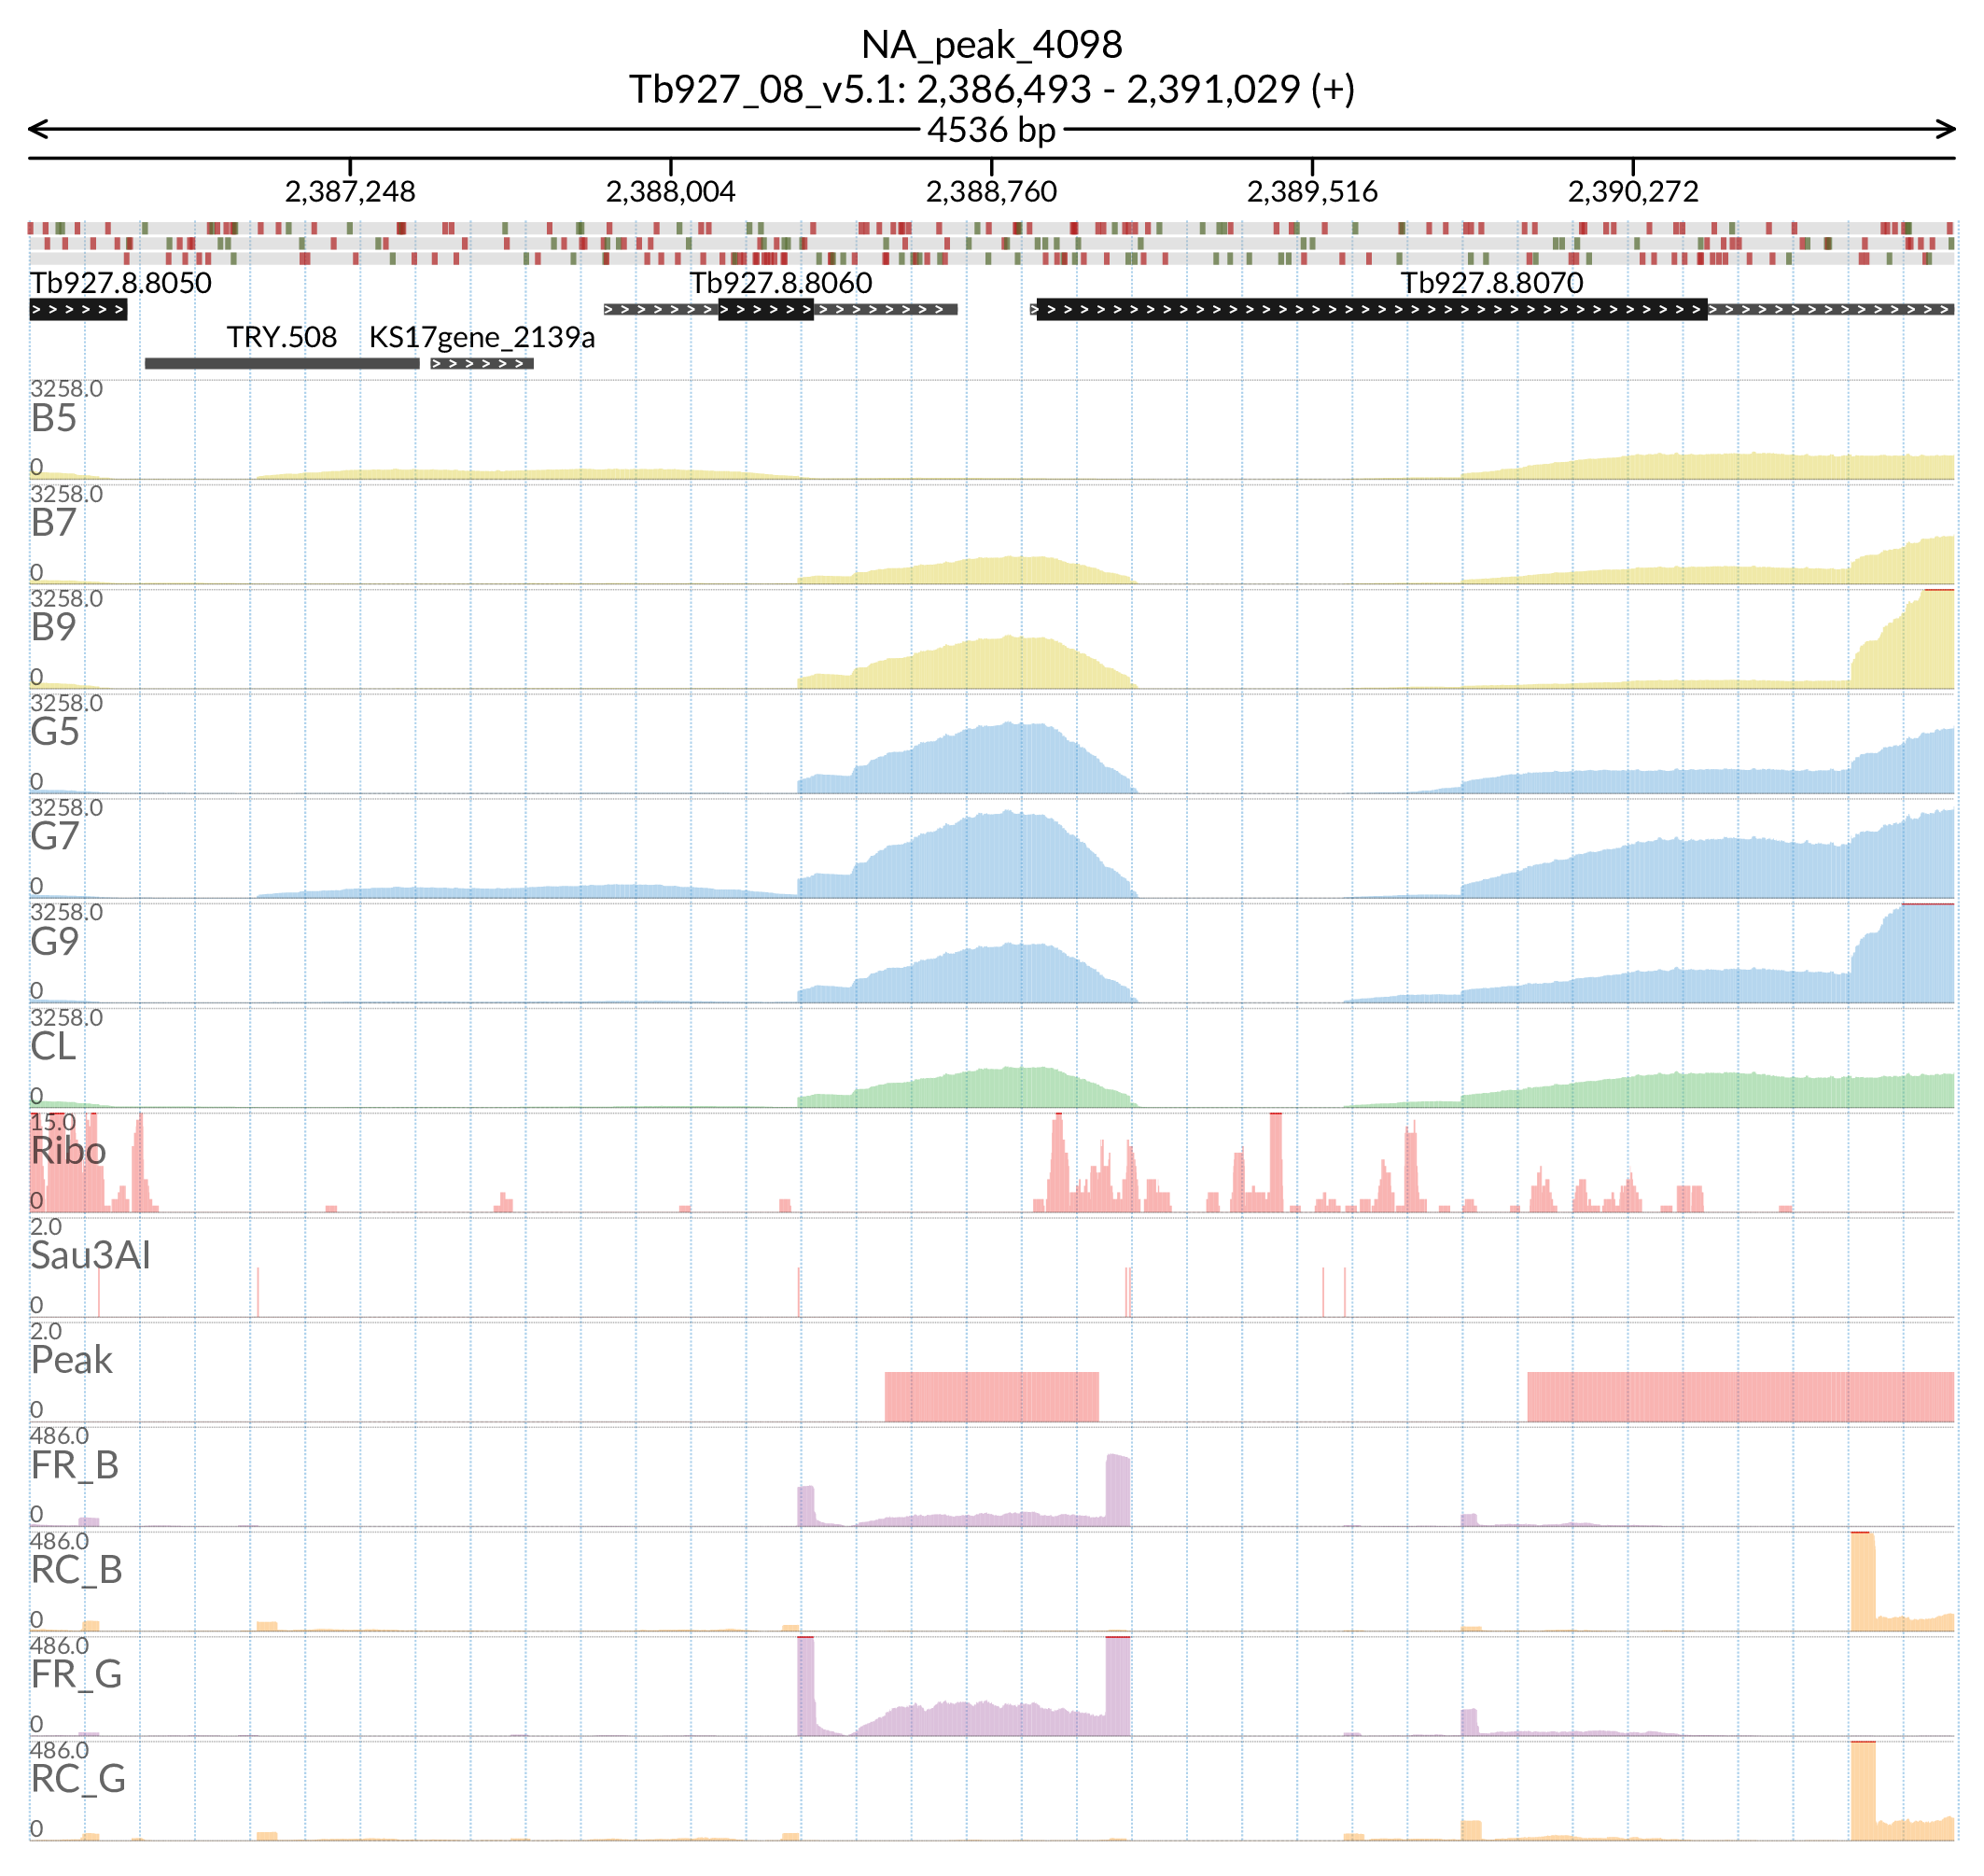 NA_peak_4098
Tb927_08_v5.1: 2,386,493 - 2,391,029 (+)
4536 bp
2,387,248 2,388,004 2,388,760 2,389,516 2,390,272
Tb927.8.8050 Tb927.8.8060 Tb927.8.8070
TRY.508 KS17gene_2139a
3258.0
B5
0
3258.0
B7
0
3258.0
B9
0
3258.0
G5
0
3258.0
G7
0
3258.0
G9
0
3258.0
CL
0
15.0
Ribo
0
2.0
Sau3AI
0
2.0
Peak
0
486.0
FR_B
0
486.0
RC_B
0
486.0
FR_G
0
486.0
RC_G
0